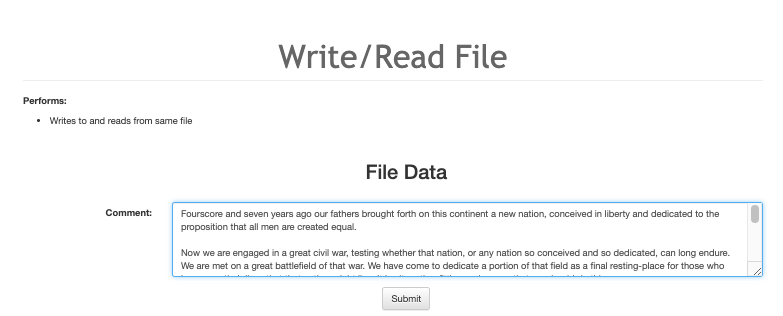 Write/Read File
Performs:
• Writes to and reads from same file
File Data
Comment:
Fourscore and seven years ago our fathers brought forth on this continent a new nation, conceived in liberty and dedicated to the
proposition that all men are created equal.
Now we are engaged in a great civil war, testing whether that nation, or any nation so conceived and so dedicated, can long endure.
We are met on a great battlefield of that war. We have come to dedicate a portion of that field as a final resting-place for those who
Submit